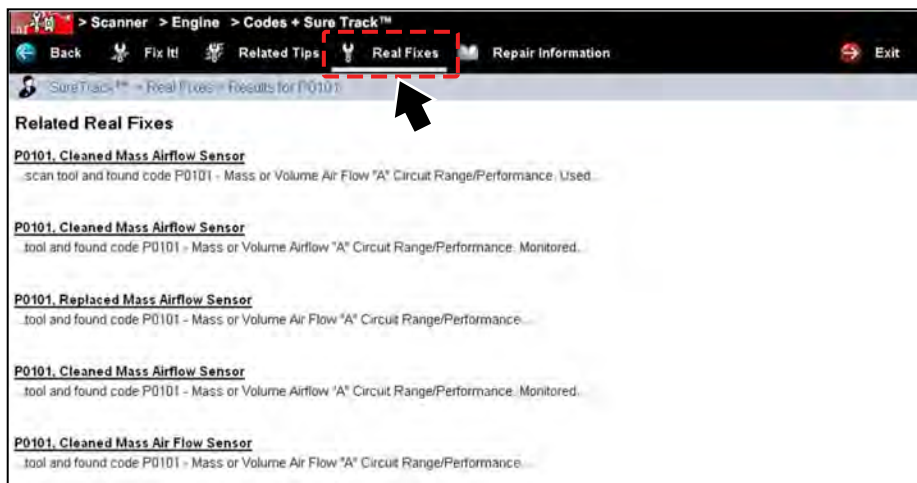 > Scanner > Engine > Codes + Sure Track™
Back Fix It! Related Tips Real Fixes Repair Information Exit
SureTrack™ > Real Fixes > Results for P0101
Related Real Fixes
P0101, Cleaned Mass Airflow Sensor
...scan tool and found code P0101 - Mass or Volume Air Flow "A" Circuit Range/Performance. Used...
P0101, Cleaned Mass Airflow Sensor
...tool and found code P0101 - Mass or Volume Airflow "A" Circuit Range/Performance. Monitored...
P0101, Replaced Mass Airflow Sensor
...tool and found code P0101 - Mass or Volume Air Flow "A" Circuit Range/Performance...
P0101, Cleaned Mass Airflow Sensor
...tool and found code P0101 - Mass or Volume Airflow "A" Circuit Range/Performance. Monitored...
P0101, Cleaned Mass Air Flow Sensor
...tool and found code P0101 - Mass or Volume Air Flow "A" Circuit Range/Performance...